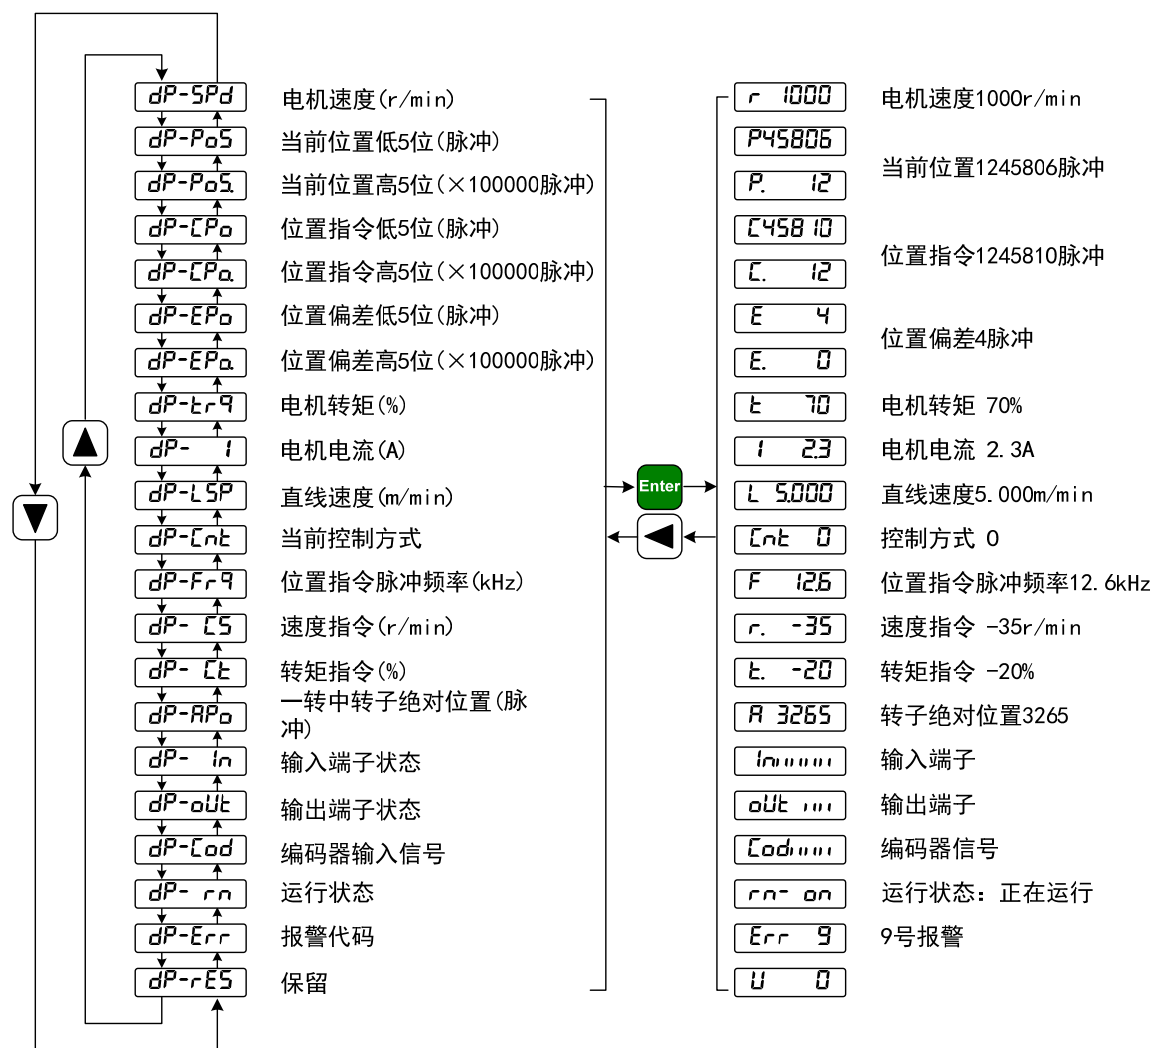 dP-SPd 电机速度(r/min) r 1000 电机速度1000r/min
dP-PoS 当前位置低5位(脉冲) P45806
当前位置1245806脉冲
dP-PoS. 当前位置高5位(×100000脉冲) P. 12
dP-CPo 位置指令低5位(脉冲) C45810
位置指令1245810脉冲
dP-CPo. 位置指令高5位(×100000脉冲) C. 12
dP-EPo 位置偏差低5位(脉冲) E 4
位置偏差4脉冲
dP-EPo. 位置偏差高5位(×100000脉冲) E. 0
dP-trq 电机转矩(%) t 70 电机转矩 70%
dP- I 电机电流(A) I 2.3 电机电流 2.3A
dP-LSP 直线速度(m/min) Enter L 5.000 直线速度5.000m/min
dP-Cnt 当前控制方式 Cnt 0 控制方式 0
dP-Frq 位置指令脉冲频率(kHz) F 12.6 位置指令脉冲频率12.6kHz
dP- CS 速度指令(r/min) r. -35 速度指令 -35r/min
dP- Ct 转矩指令(%) t. -20 转矩指令 -20%
dP-APo 一转中转子绝对位置(脉
冲) A 3265 转子绝对位置3265
dP- In 输入端子状态 In 输入端子
dP-oUt 输出端子状态 oUt 输出端子
dP-Cod 编码器输入信号 Cod 编码器信号
dP- rn 运行状态 rn- on 运行状态：正在运行
dP-Err 报警代码 Err 9 9号报警
dP-rES 保留 U 0